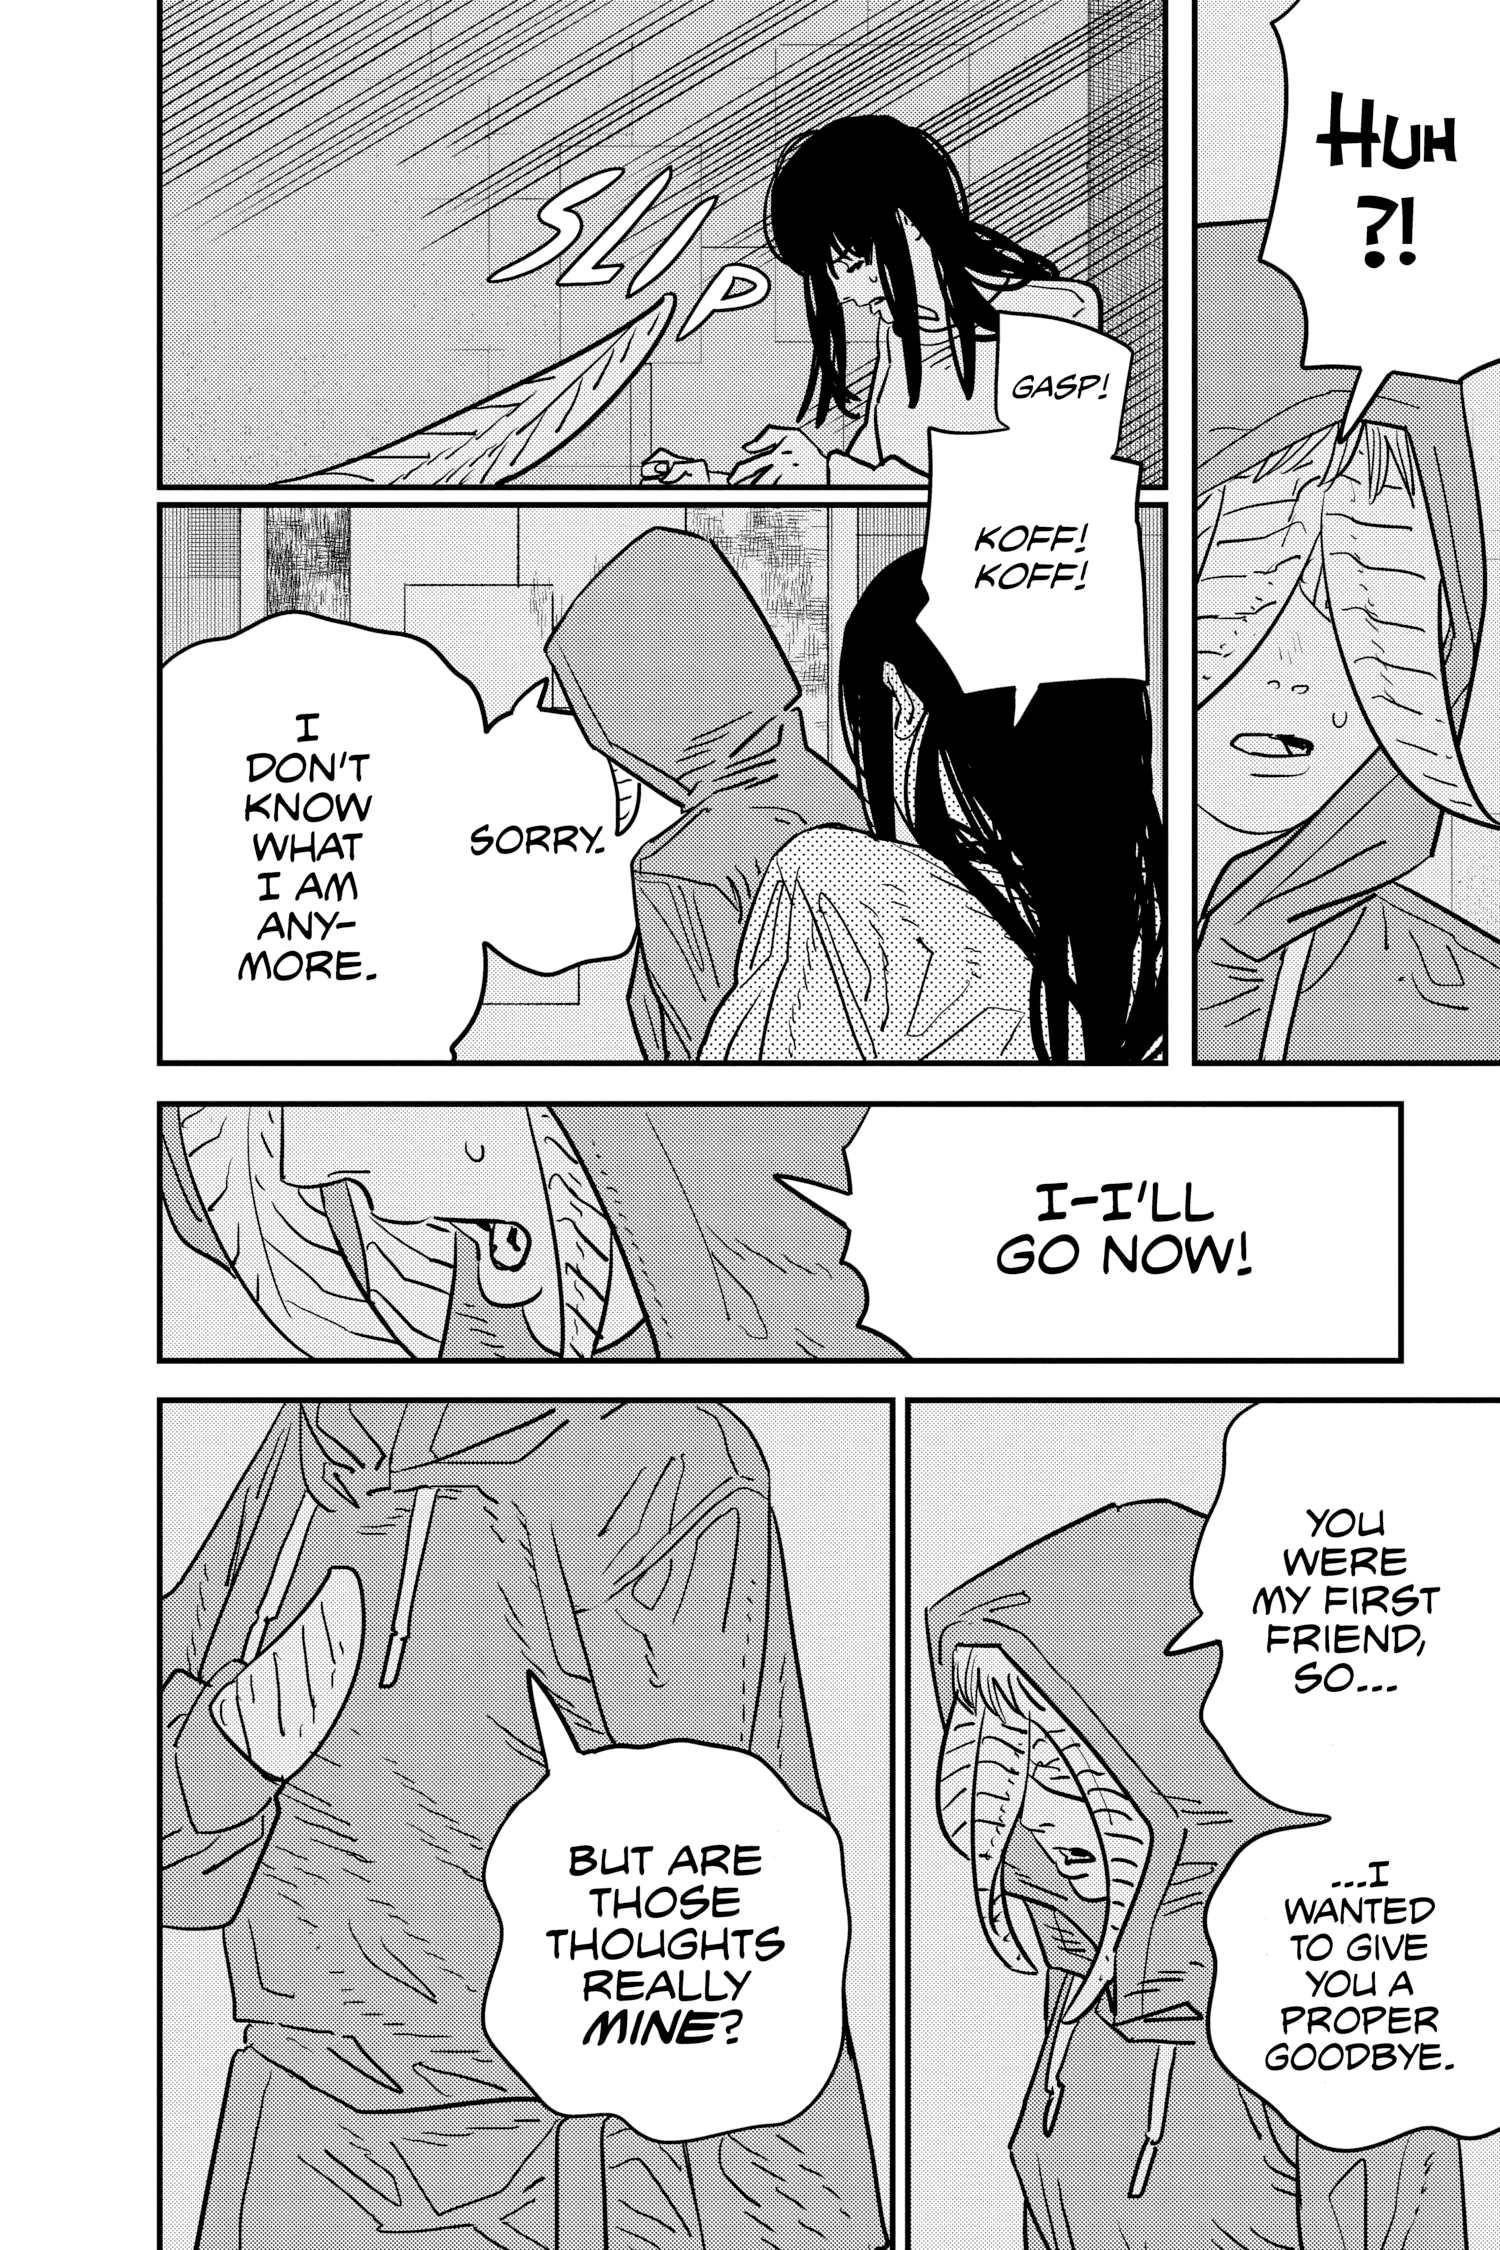 HUH
?!
SLIP
GASP!
KOFF!
KOFF!
SORRY.
I
DON'T
KNOW
WHAT
I AM
ANY-
MORE.
I-I'LL
GO NOW!
YOU
WERE
MY FIRST
FRIEND,
SO...
...I
WANTED
TO GIVE
YOU A
PROPER
GOODBYE.
BUT ARE
THOSE
THOUGHTS
REALLY
MINE?